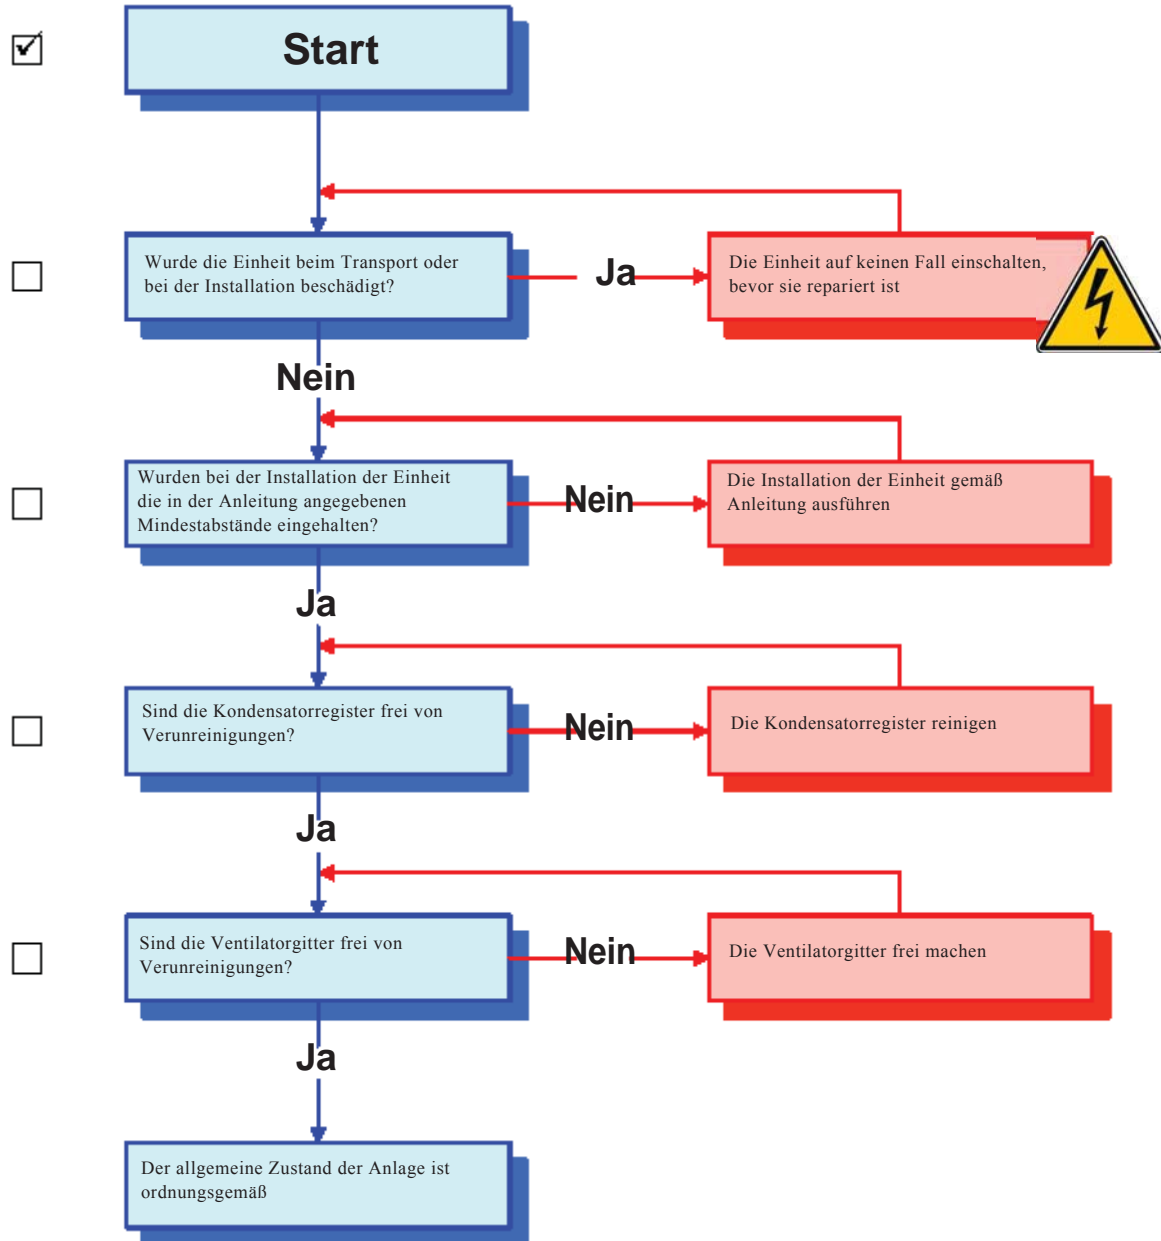 Start
Wurde die Einheit beim Transport oder
bei der Installation beschädigt?
Ja
Die Einheit auf keinen Fall einschalten,
bevor sie repariert ist
Nein
Wurden bei der Installation der Einheit
die in der Anleitung angegebenen
Mindestabstände eingehalten?
Nein
Die Installation der Einheit gemäß
Anleitung ausführen
Ja
Sind die Kondensatorregister frei von
Verunreinigungen?
Nein
Die Kondensatorregister reinigen
Ja
Sind die Ventilatorgitter frei von
Verunreinigungen?
Nein
Die Ventilatorgitter frei machen
Ja
Der allgemeine Zustand der Anlage ist
ordnungsgemäß